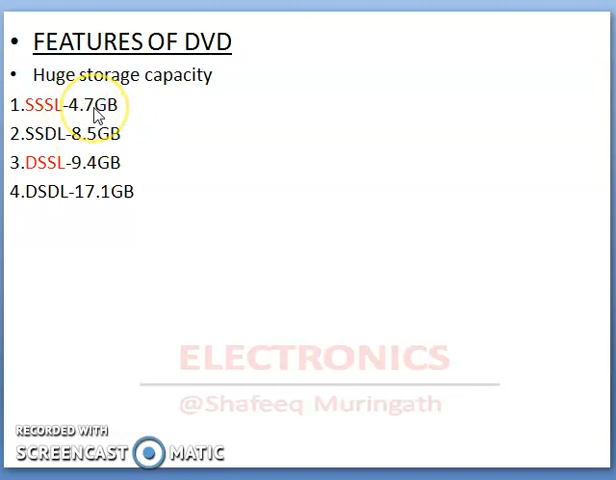 • FEATURES OF DVD
• Huge storage capacity
1.SSSL-4.7GB
2.SSDL-8.5GB
3.DSSL-9.4GB
4.DSDL-17.1GB
ELECTRONICS
@Shafeeq Muringath
RECORDED WITH
SCREENCAST MATIC